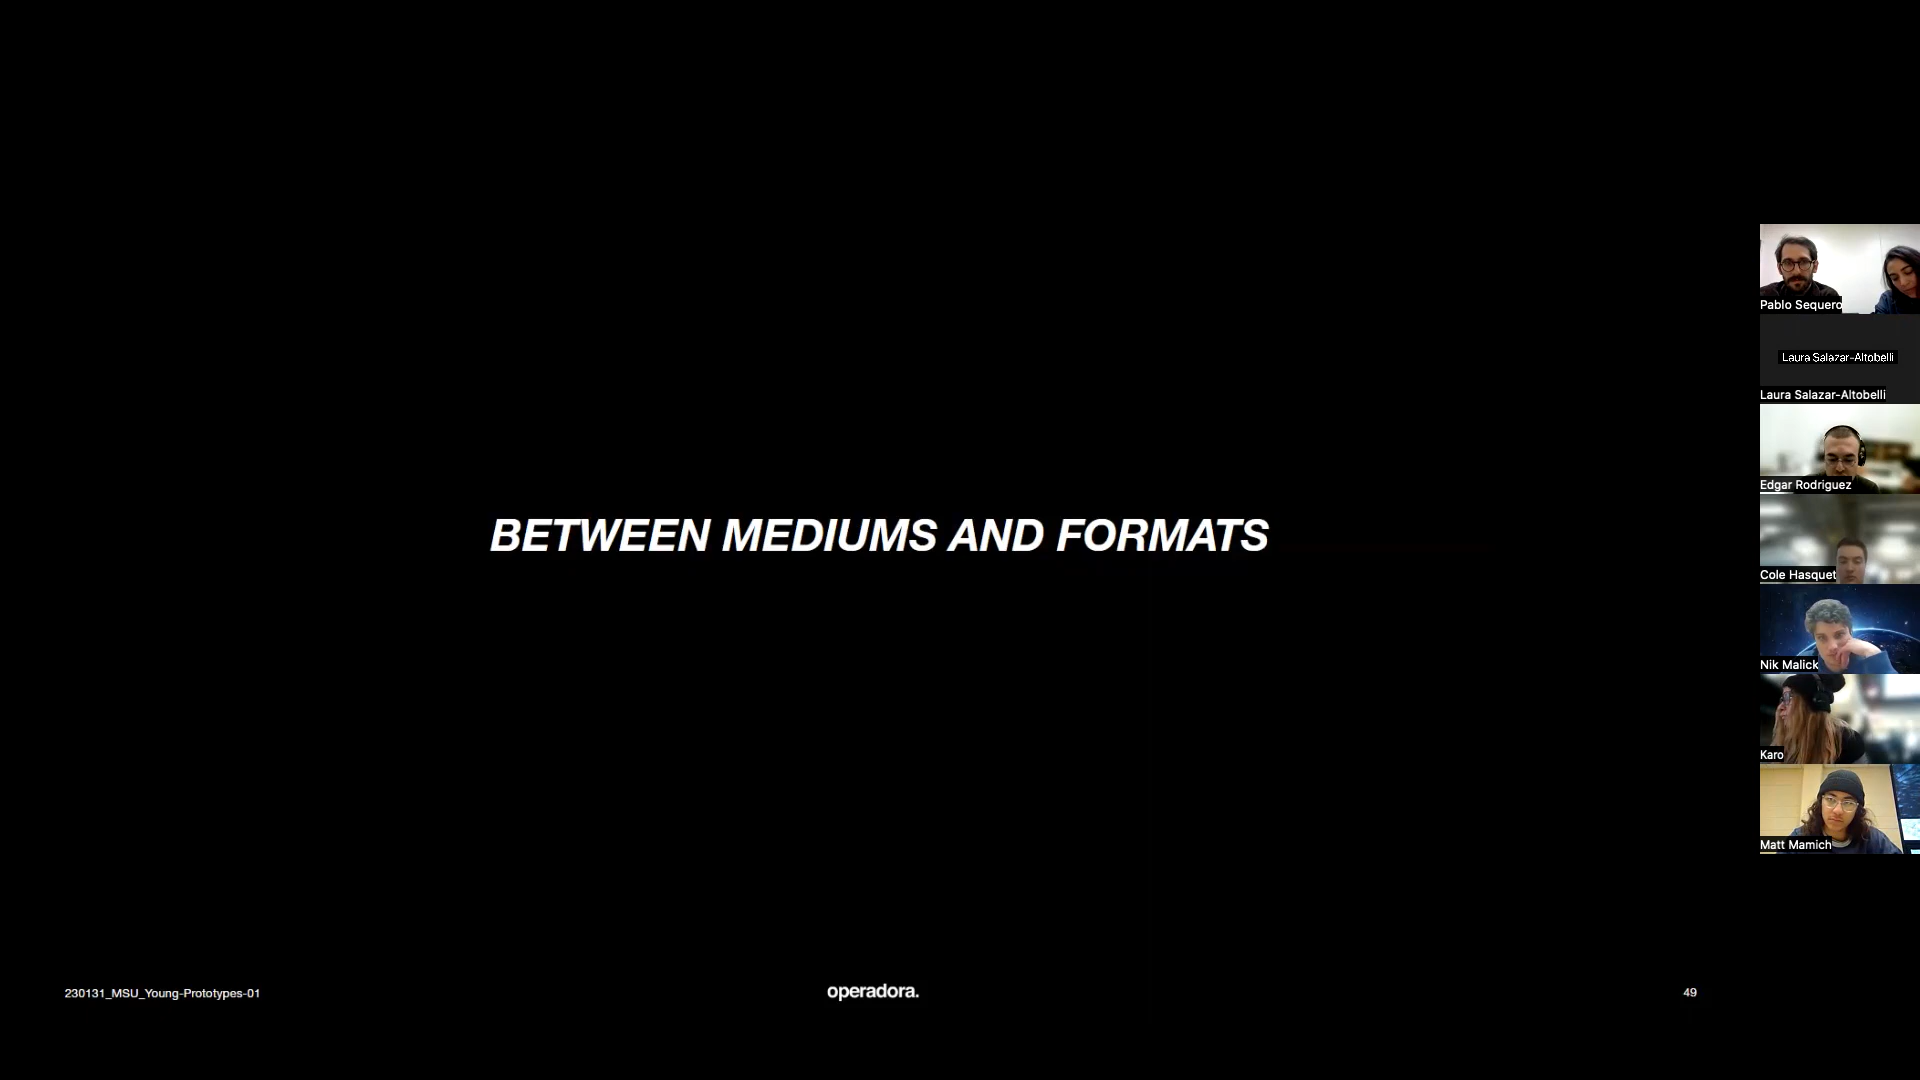 BETWEEN MEDIUMS AND FORMATS
Pablo Sequero
Laura Salazar-Altobelli
Laura Salazar-Altobelli
Edgar Rodriguez
Cole Hasquet
Nik Malick
Karo
Matt Mamich
230131_MSU_Young-Prototypes-01
operadora.
49